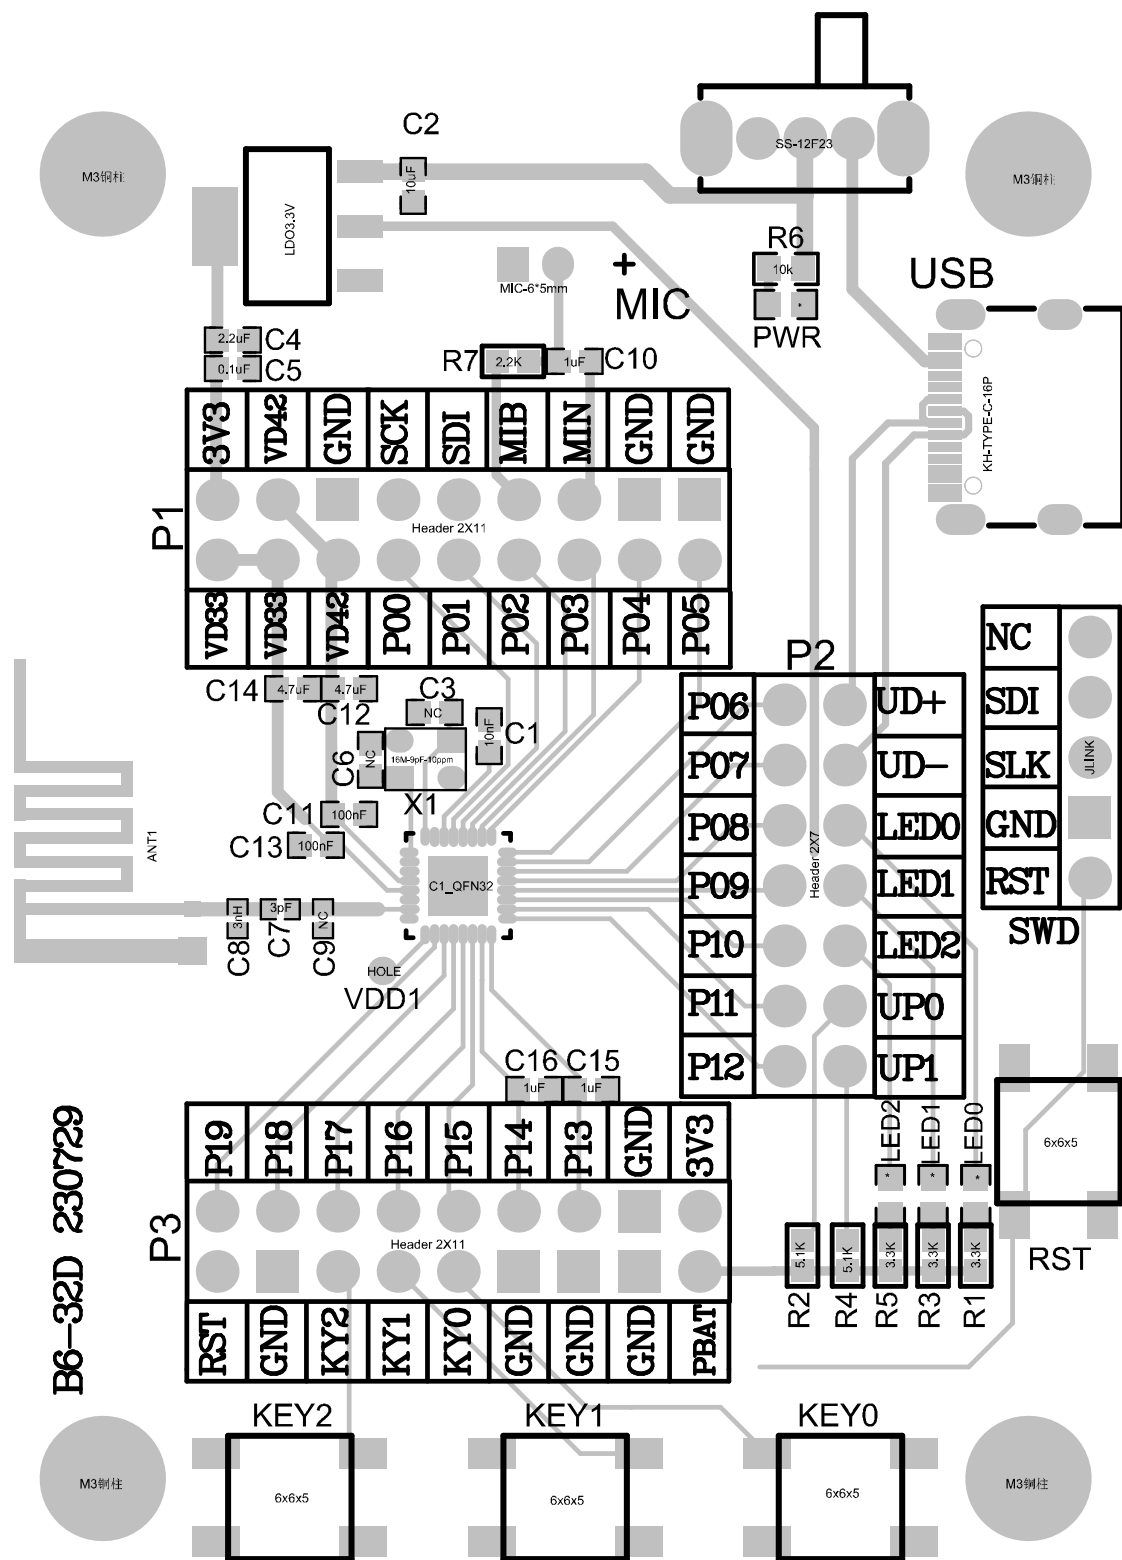 C2
SS-12F23
M3铜柱
M3铜柱
10uF
LDO3.3V
R6
10k
+
MIC-6*5mm
MIC
PWR
*
USB
KH-TYPE-C-16P
2.2uF C4
0.1uF C5
R7 2.2K 1uF C10
3V3 VD42 GND SCK SDI MIB MIN GND GND
P1
Header 2X11
VD33 VD33 VD42 P00 P01 P02 P03 P04 P05
C14 4.7uF 4.7uF
C12
C3
NC
10nF C1
C6 NC
16M-9pF-10ppm
X1
C11 100nF
C13 100nF
ANT1
C1_QFN32
3nH 3pF NC
C8 C7 C9
HOLE
VDD1
P2
P06 UD+
P07 UD-
P08 LED0
P09 LED1
P10 LED2
P11 UP0
P12 UP1
Header 2X7
NC
SDI
SLK
GND
RST
JLINK
SWD
C16 C15
1uF 1uF
P19 P18 P17 P16 P15 P14 P13 GND 3V3
P3
Header 2X11
RST GND KY2 KY1 KY0 GND GND GND PBAT
LED2 LED1 LED0
* * *
5.1K 5.1K 3.3K 3.3K 3.3K
R2 R4 R5 R3 R1
6x6x5
RST
B6-32D 230729
KEY2 KEY1 KEY0
M3铜柱
6x6x5
6x6x5
6x6x5
M3铜柱